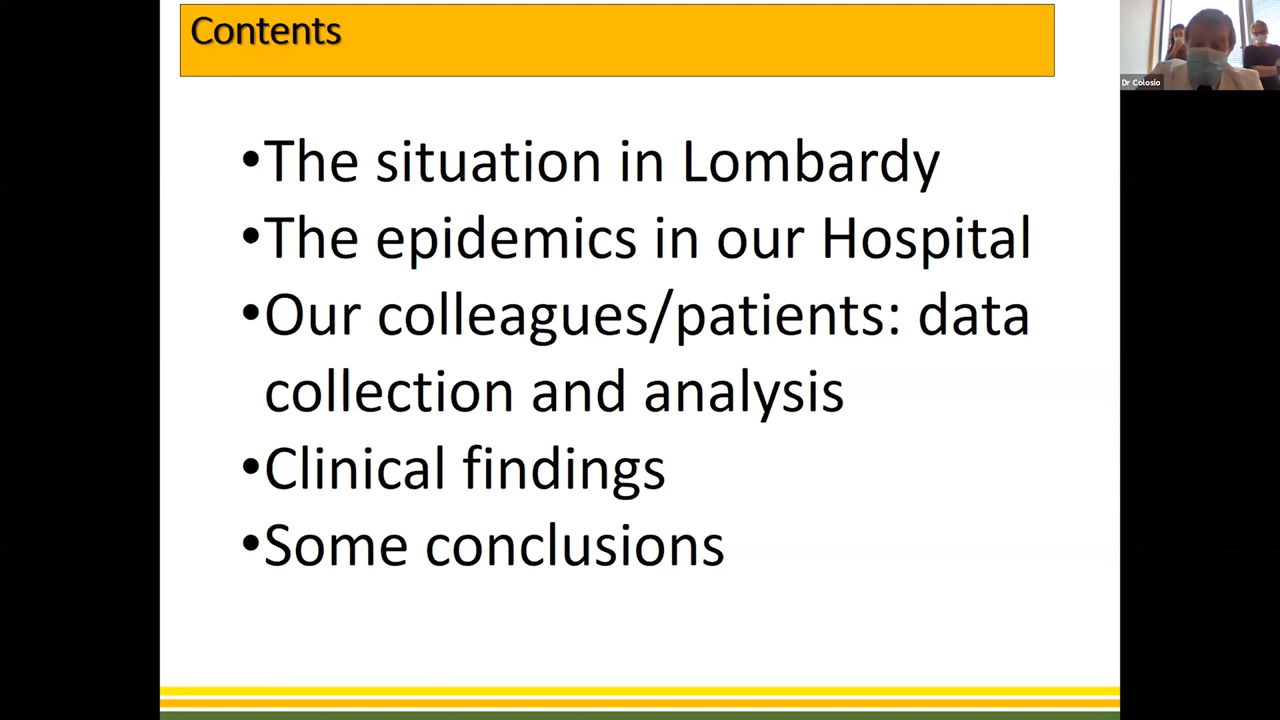 Contents
Dr Colosio
•The situation in Lombardy
•The epidemics in our Hospital
•Our colleagues/patients: data
collection and analysis
•Clinical findings
•Some conclusions